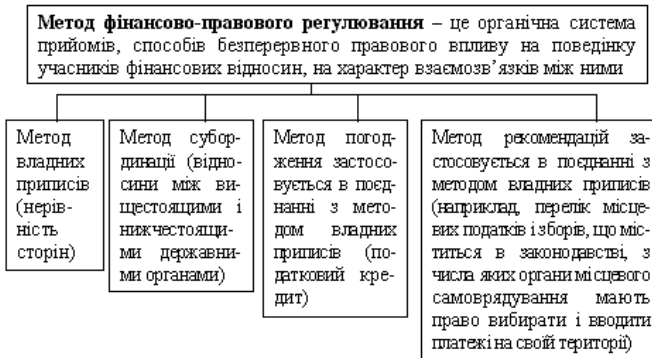 Метод фінансово-правового регулювання – це органічна система
прийомів, способів безперервного правового впливу на поведінку
учасників фінансових відносин, на характер взаємозв’язків між ними
Метод
владних
приписів
(нерів-
ність
сторін)
Метод субор-
динації (відно-
сини між ви-
щестоящими і
нижчестоящи-
ми державни-
ми органами)
Метод погод-
ження застосо-
вується в поєд-
нанні з мето-
дом владних
приписів (по-
датковий кре-
дит)
Метод рекомендацій за-
стосовується в поєднанні з
методом владних приписів
(наприклад, перелік місце-
вих податків і зборів, що міс-
титься в законодавстві, з
числа яких органи місцевого
самоврядування мають
право вибирати і вводити
платежі на своїй території)